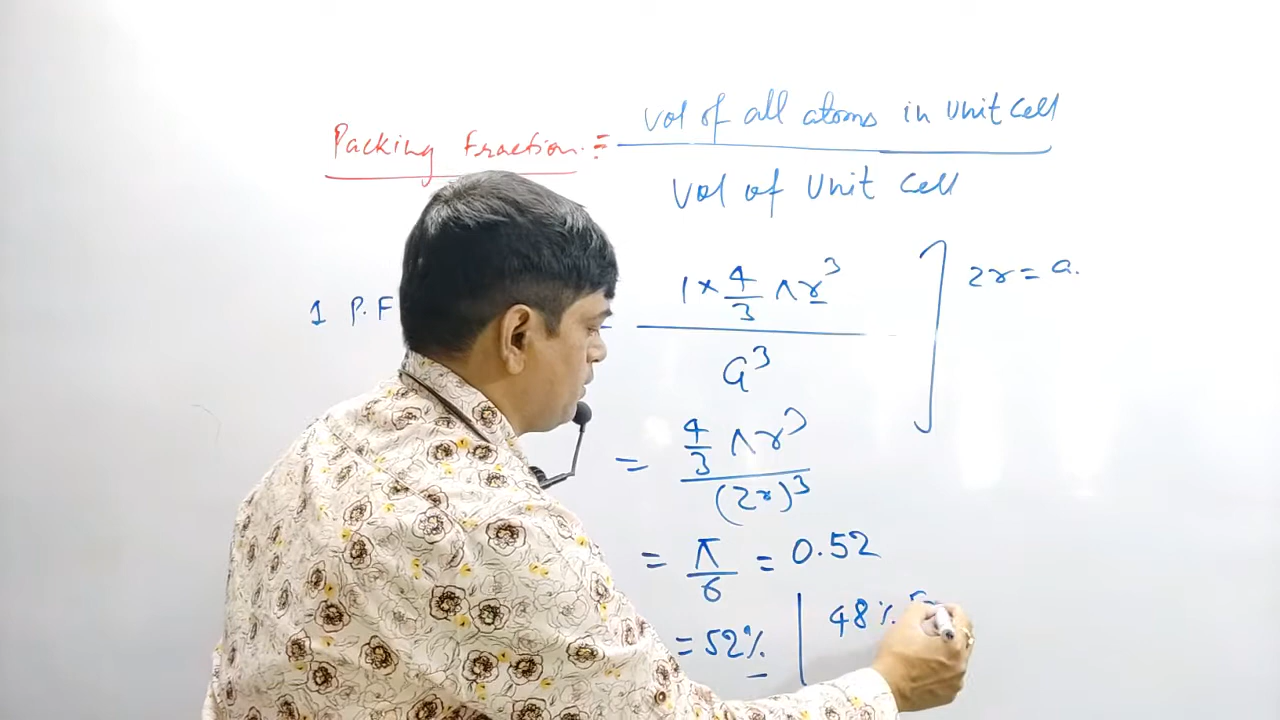 Packing Fraction = Vol of all atoms in Unit Cell
Vol of Unit Cell
1 P.F
1 × 4/3 πr³
a³
2r = a.
= 4/3 πr³
(2r)³
= π/6 = 0.52
= 52%
48%